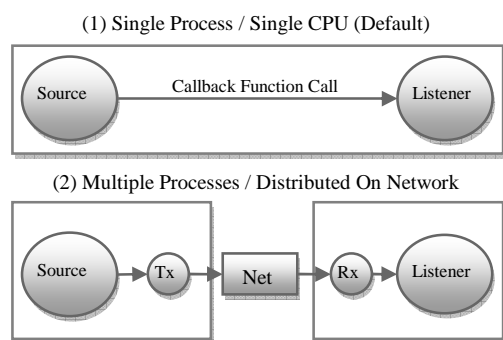 (1) Single Process / Single CPU (Default)
Source
Callback Function Call
Listener
(2) Multiple Processes / Distributed On Network
Source
Tx
Net
Rx
Listener